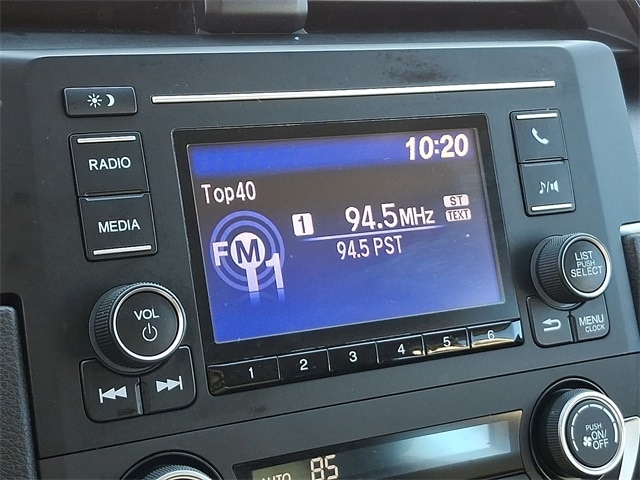 10:20
RADIO
Top40
ST
1 94.5MHz TEXT
MEDIA
94.5 PST
FM1
LIST
PUSH
SELECT
VOL
MENU
CLOCK
1 2 3 4 5 6
PUSH
ON/
OFF
AUTO 85